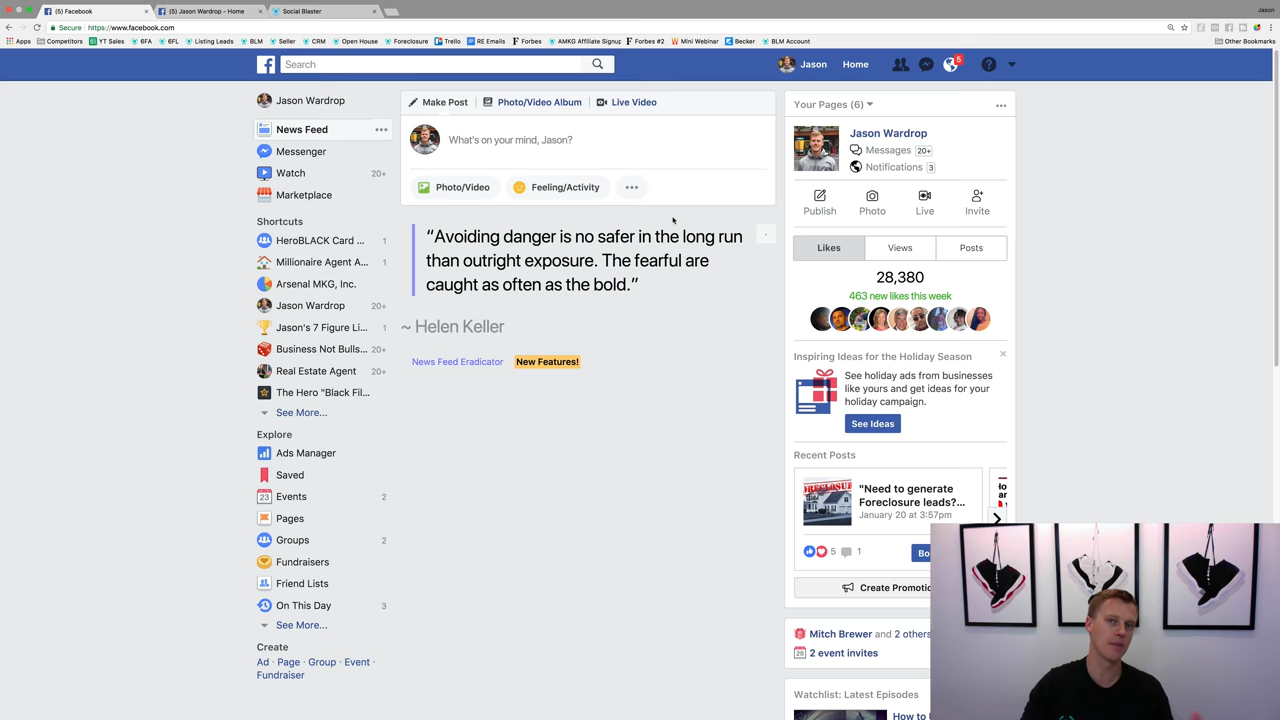 (5) Facebook
(5) Jason Wardrop - Home
Social Blaster
Jason
Secure
https://www.facebook.com
Apps
Competitors
YT Sales
6FA
6FL
Listing Leads
BLM
Seller
CRM
Open House
Foreclosure
Trello
RE Emails
Forbes
AMKG Affiliate Signup
Forbes #2
Mini Webinar
Becker
BLM Account
Other Bookmarks
Search
Jason
Home
5
Jason Wardrop
News Feed
Messenger
Watch 20+
Marketplace
Shortcuts
HeroBLACK Card ... 1
Millionaire Agent A... 1
Arsenal MKG, Inc.
Jason Wardrop 20+
Jason's 7 Figure Li... 1
Business Not Bulls... 20+
Real Estate Agent 20+
The Hero "Black Fil...
See More...
Explore
Ads Manager
Saved
23 Events 2
Pages
Groups 2
Fundraisers
Friend Lists
On This Day 3
See More...
Create
Ad · Page · Group · Event ·
Fundraiser
Make Post
Photo/Video Album
Live Video
What's on your mind, Jason?
Photo/Video
Feeling/Activity
“Avoiding danger is no safer in the long run
than outright exposure. The fearful are
caught as often as the bold.”
~ Helen Keller
News Feed Eradicator
New Features!
Your Pages (6)
Jason Wardrop
Messages 20+
Notifications 3
Publish
Photo
Live
Invite
Likes
Views
Posts
28,380
463 new likes this week
Inspiring Ideas for the Holiday Season
See holiday ads from businesses
like yours and get ideas for your
holiday campaign.
See Ideas
Recent Posts
FORECLOSURE
"Need to generate
Foreclosure leads?...
January 20 at 3:57pm
5
1
Bo
Create Promotio
Mitch Brewer and 2 others
2 event invites
Watchlist: Latest Episodes
How to